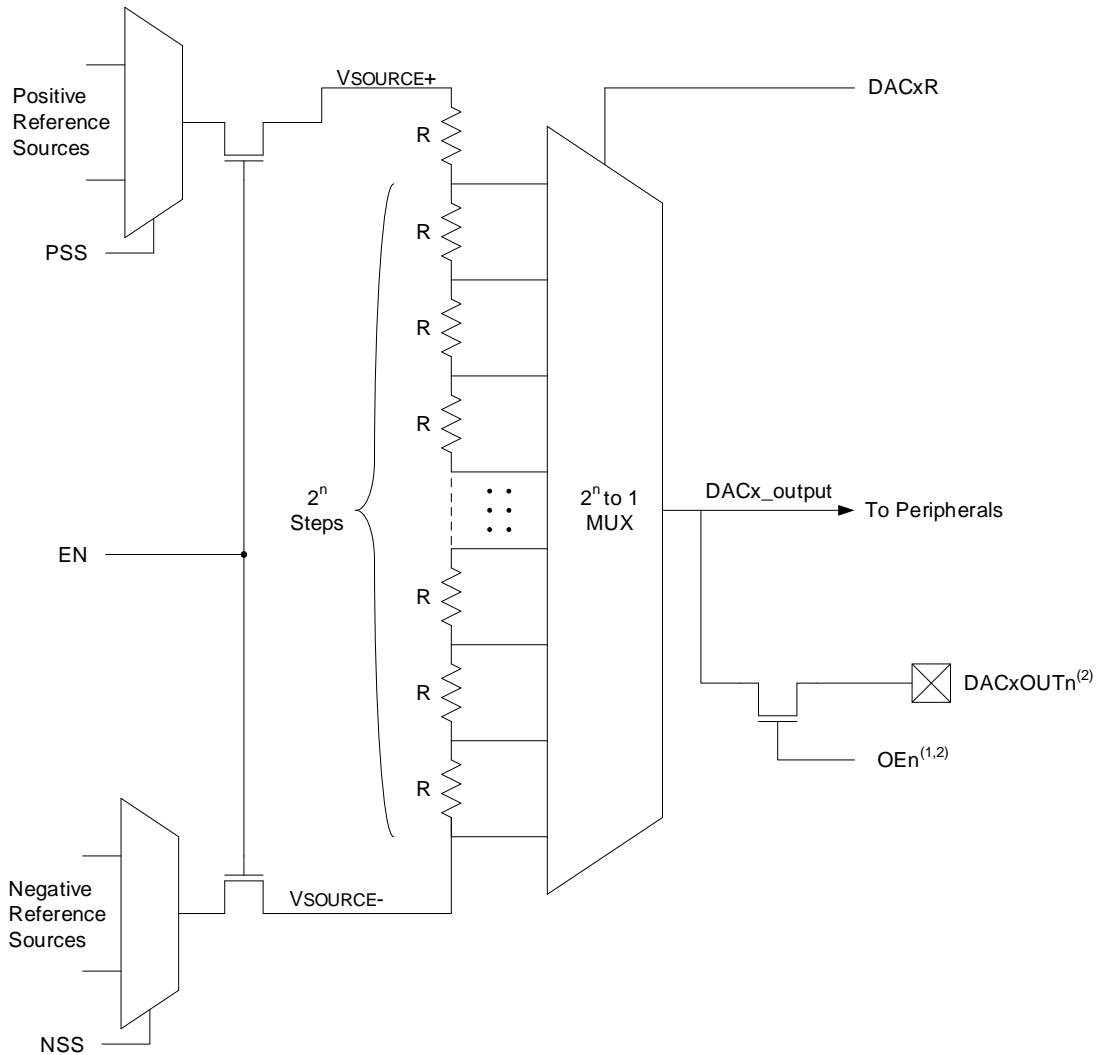 Positive
Reference
Sources
PSS
VSOURCE+
DACxR
R
R
R
R
2ⁿ
Steps
2ⁿ to 1
MUX
DACx_output
To Peripherals
EN
R
R
R
DACxOUTn⁽²⁾
OEn⁽¹,²⁾
Negative
Reference
Sources
VSOURCE-
NSS